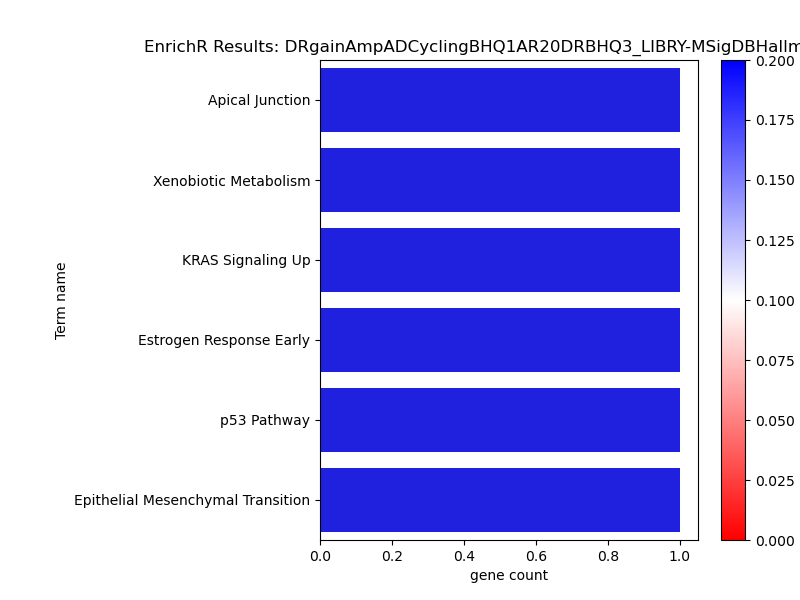 EnrichR Results: DRgainAmpADCyclingBHQ1AR20DRBHQ3_LIBRY-MSigDBHallm
Apical Junction
Xenobiotic Metabolism
KRAS Signaling Up
Estrogen Response Early
p53 Pathway
Epithelial Mesenchymal Transition
Term name
0.0 0.2 0.4 0.6 0.8 1.0
gene count
0.200
0.175
0.150
0.125
0.100
0.075
0.050
0.025
0.000